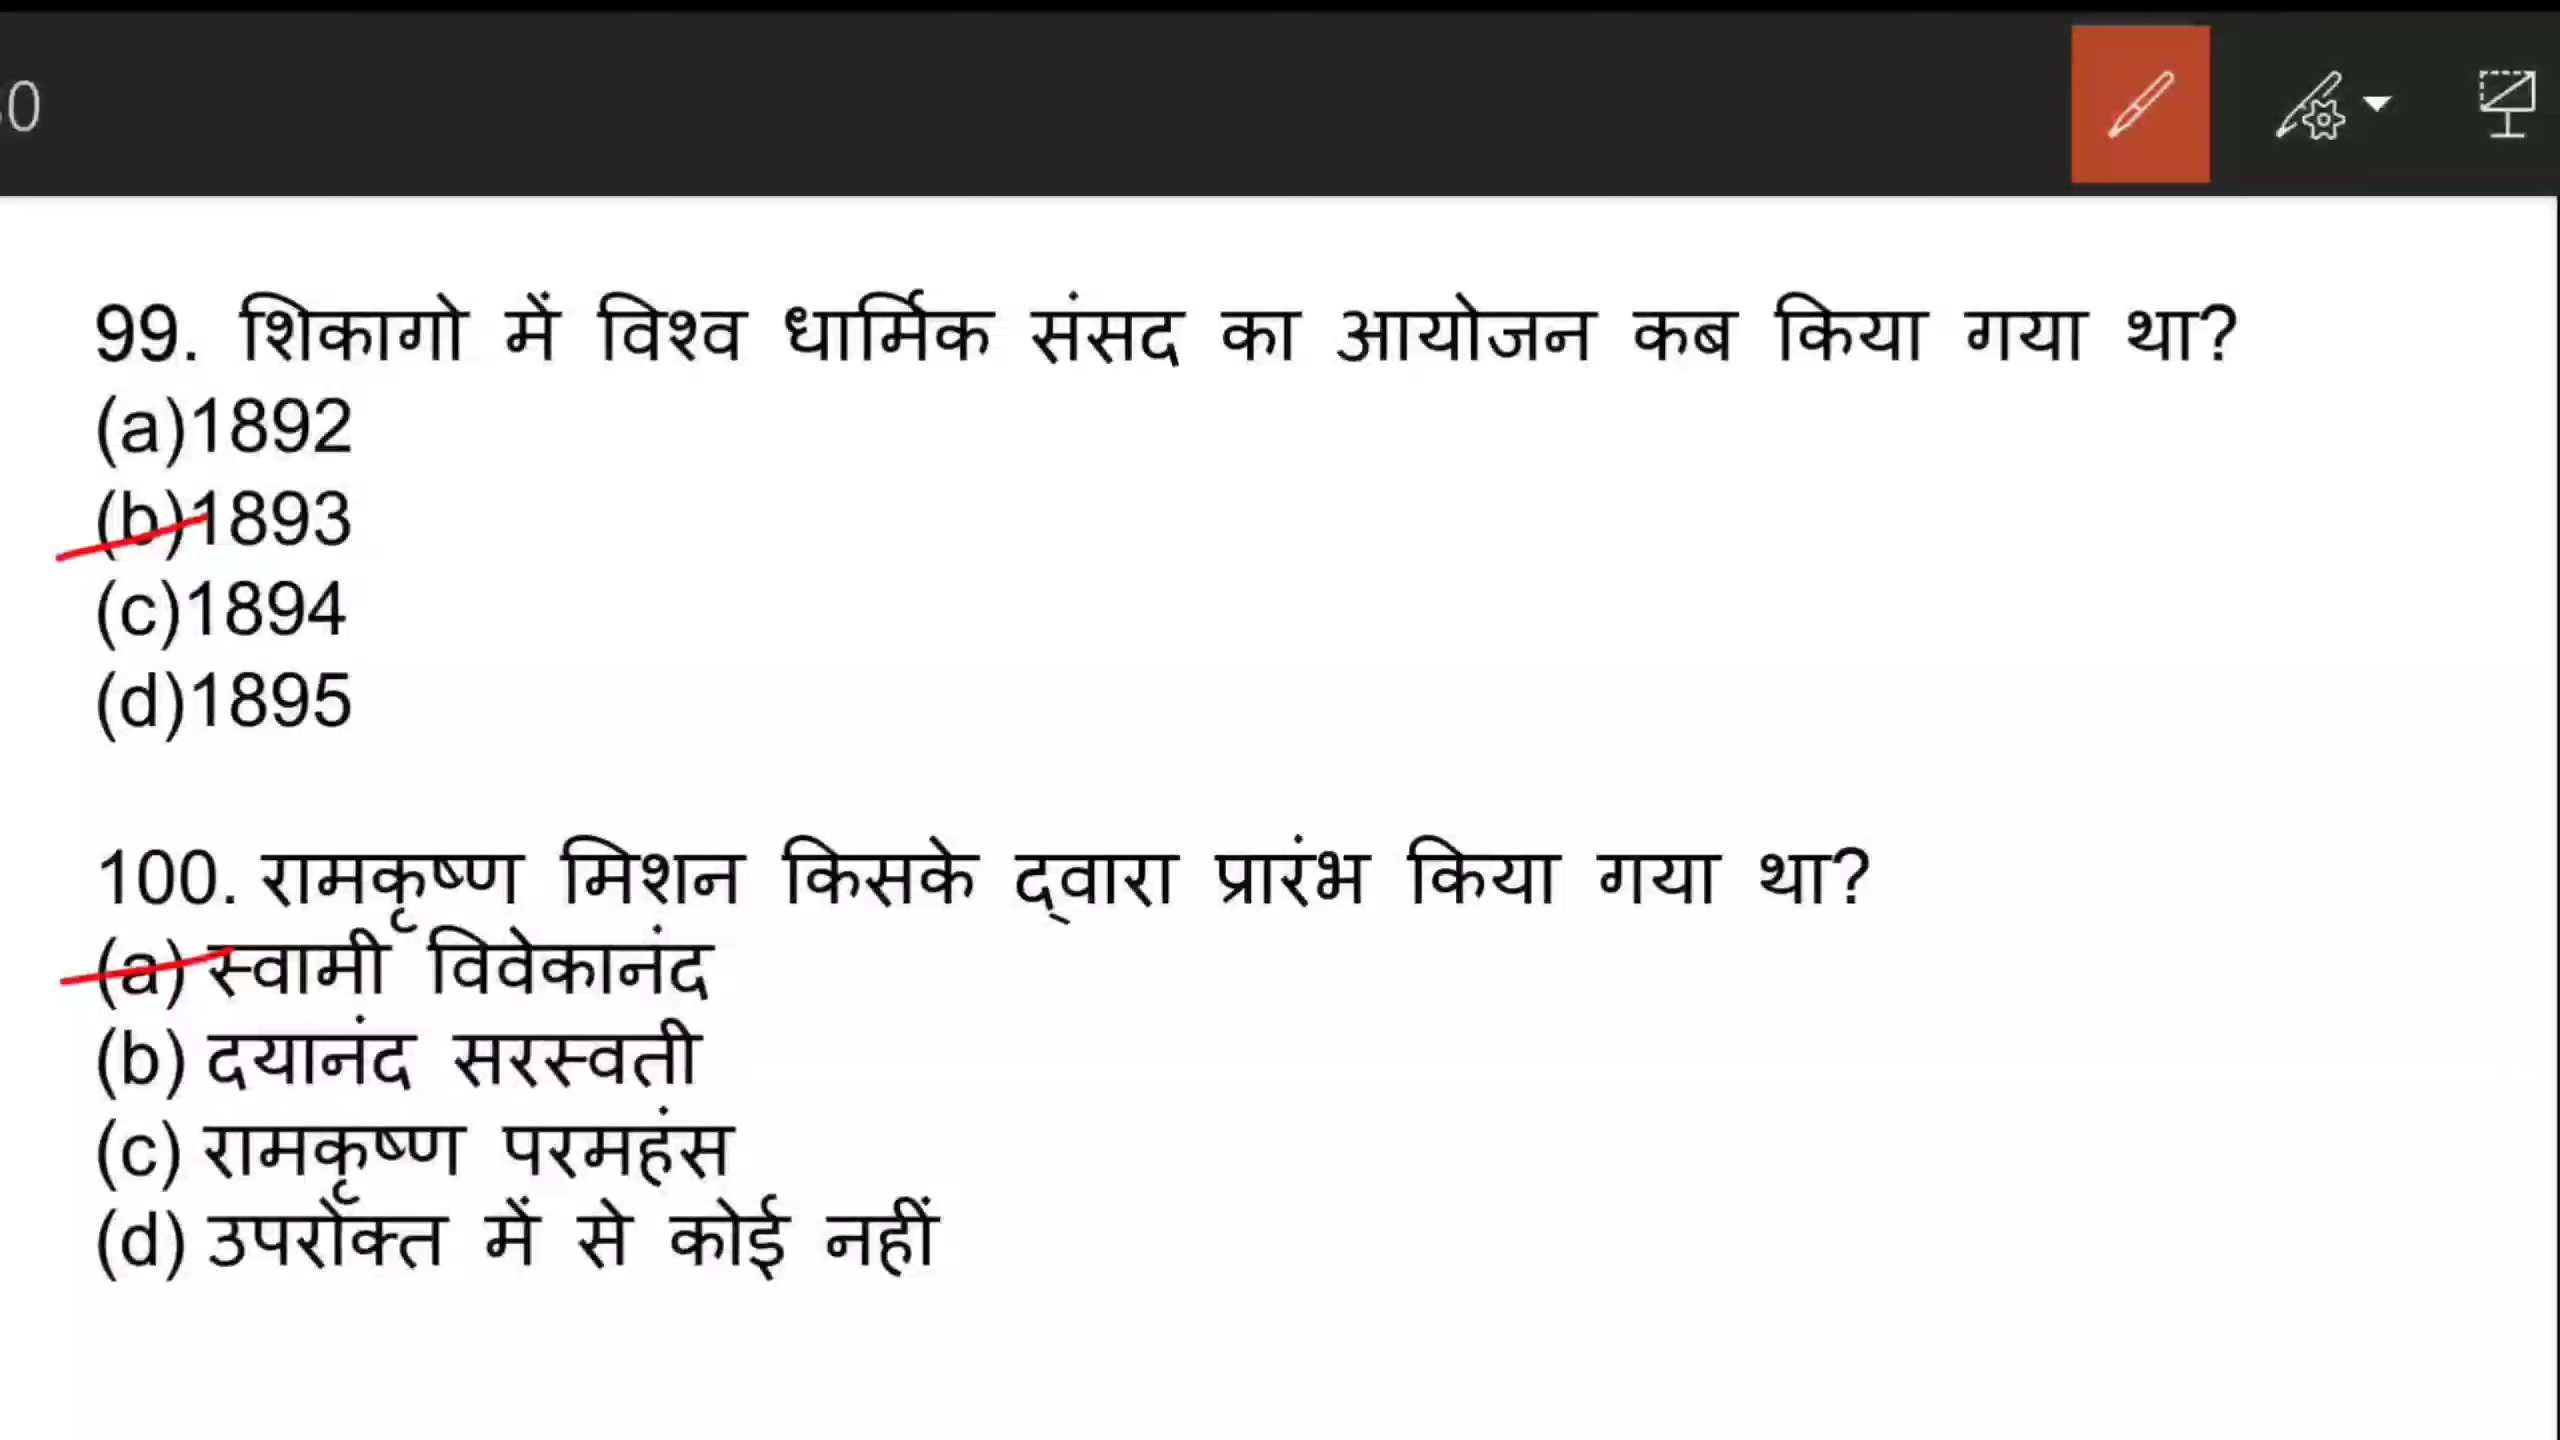 0
99. शिकागो में विश्व धार्मिक संसद का आयोजन कब किया गया था?
(a)1892
(b)1893
(c)1894
(d)1895
100. रामकृष्ण मिशन किसके द्वारा प्रारंभ किया गया था?
(a) स्वामी विवेकानंद
(b) दयानंद सरस्वती
(c) रामकृष्ण परमहंस
(d) उपरोक्त में से कोई नहीं